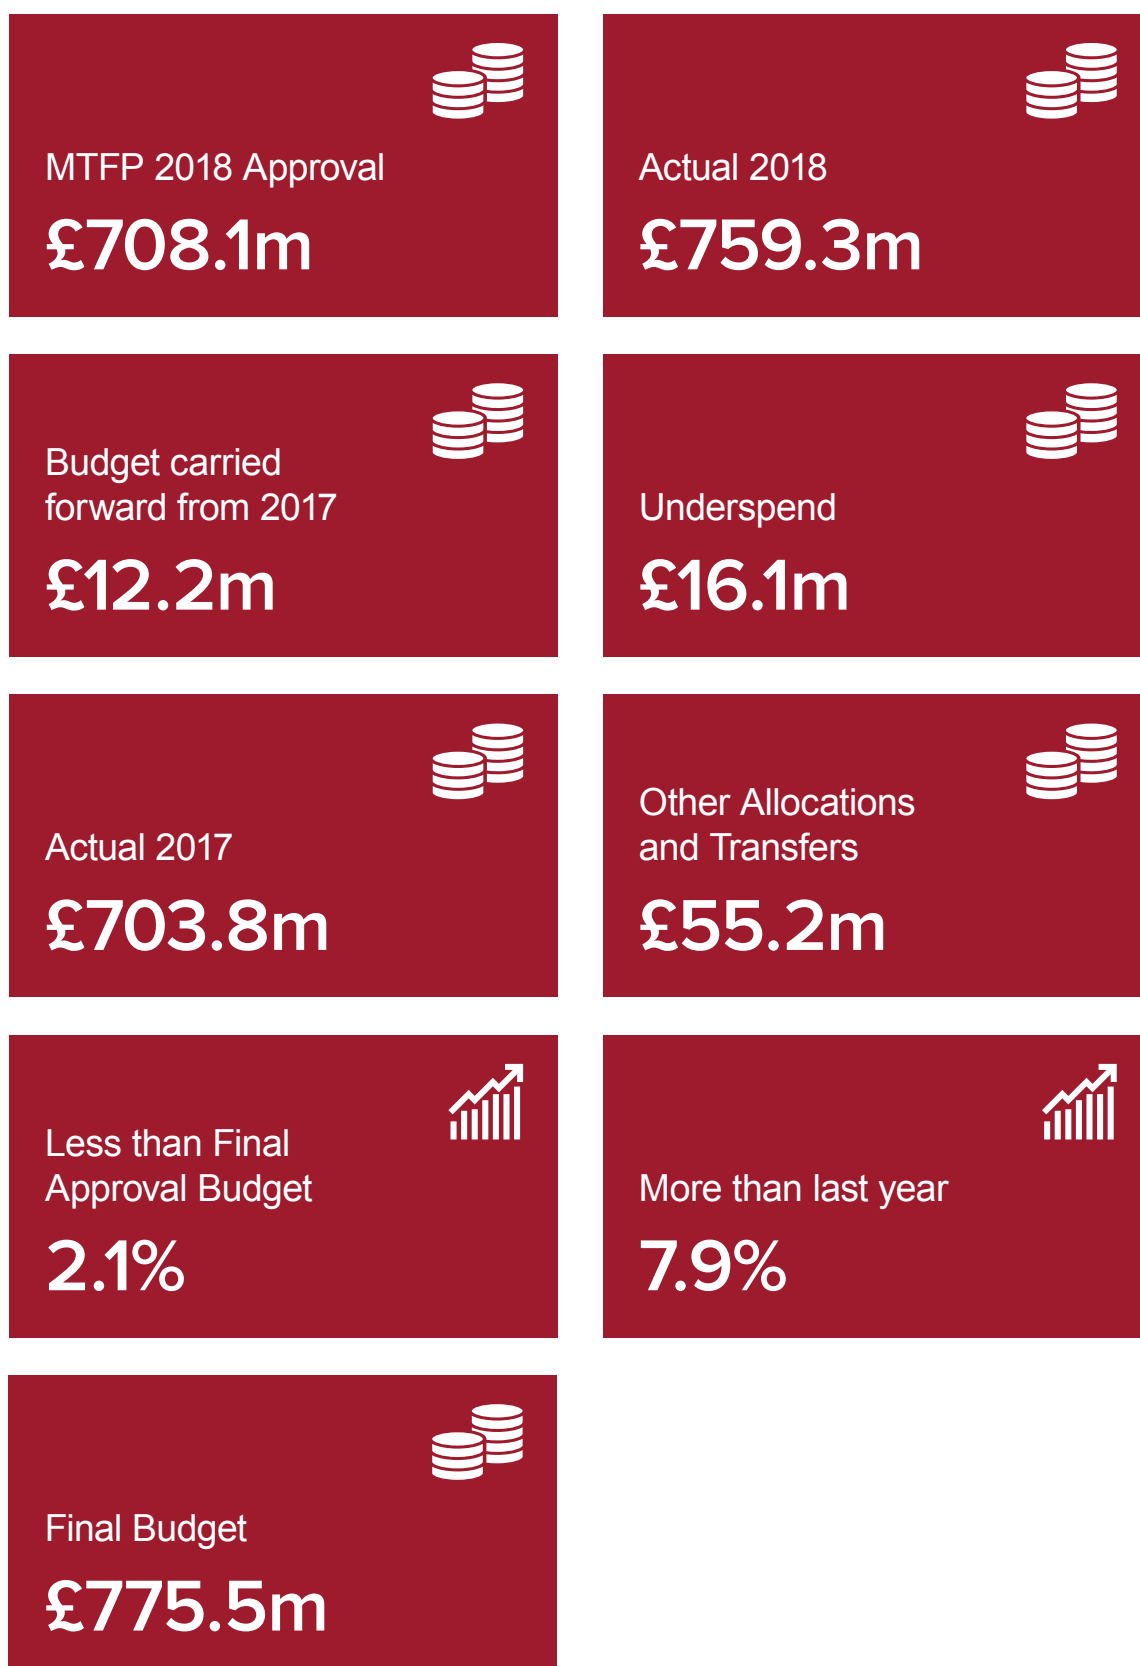 MTFP 2018 Approval
£708.1m
Actual 2018
£759.3m
Budget carried
forward from 2017
£12.2m
Underspend
£16.1m
Actual 2017
£703.8m
Other Allocations
and Transfers
£55.2m
Less than Final
Approval Budget
2.1%
More than last year
7.9%
Final Budget
£775.5m